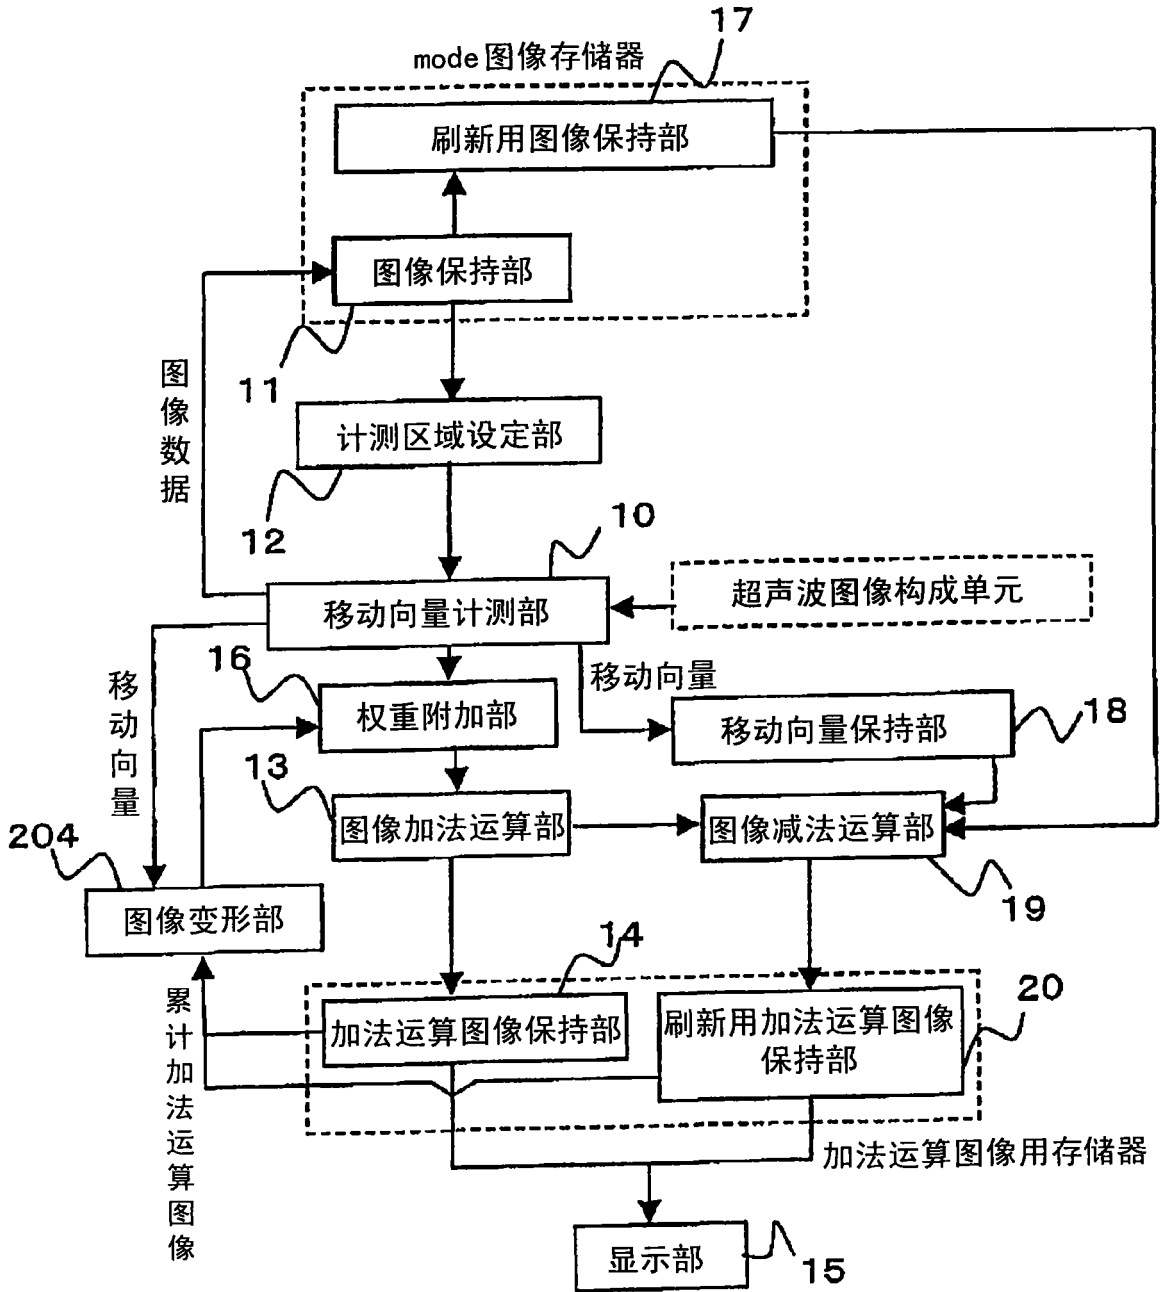 17
mode图像存储器
刷新用图像保持部
图像保持部
11
图像数据
计测区域设定部
12
10
移动向量计测部
超声波图像构成单元
16
移动向量
移动向量
权重附加部
移动向量保持部
18
13
图像加法运算部
图像减法运算部
204
19
图像变形部
14
20
加法运算图像保持部
刷新用加法运算图像
保持部
累计加法运算图像
加法运算图像用存储器
显示部
15